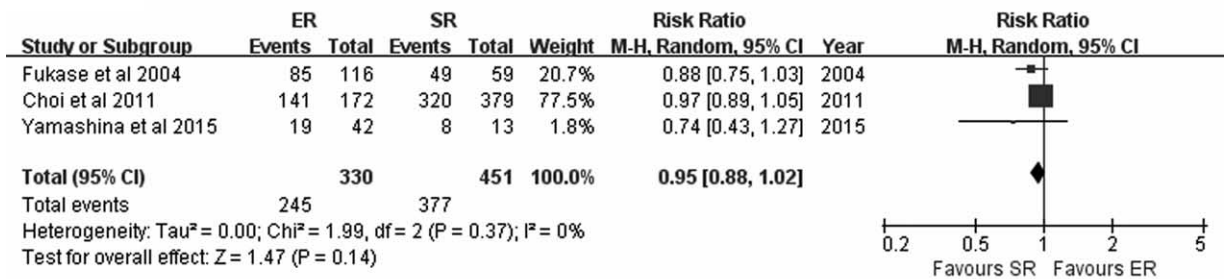 ER SR Risk Ratio Risk Ratio
Study or Subgroup Events Total Events Total Weight M-H, Random, 95% CI Year M-H, Random, 95% CI
Fukase et al 2004 85 116 49 59 20.7% 0.88 [0.75, 1.03] 2004
Choi et al 2011 141 172 320 379 77.5% 0.97 [0.89, 1.05] 2011
Yamashina et al 2015 19 42 8 13 1.8% 0.74 [0.43, 1.27] 2015
Total (95% CI) 330 451 100.0% 0.95 [0.88, 1.02]
Total events 245 377
Heterogeneity: Tau² = 0.00; Chi² = 1.99, df = 2 (P = 0.37); I² = 0%
Test for overall effect: Z = 1.47 (P = 0.14)
0.2 0.5 1 2 5
Favours SR Favours ER